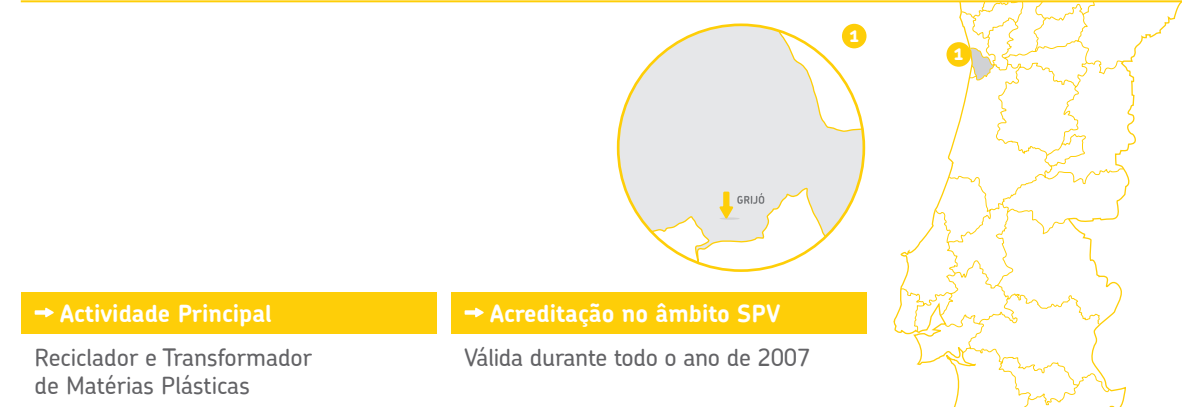 1
1
GRIJÓ
→ Actividade Principal
Reciclador e Transformador
de Matérias Plásticas
→ Acreditação no âmbito SPV
Válida durante todo o ano de 2007